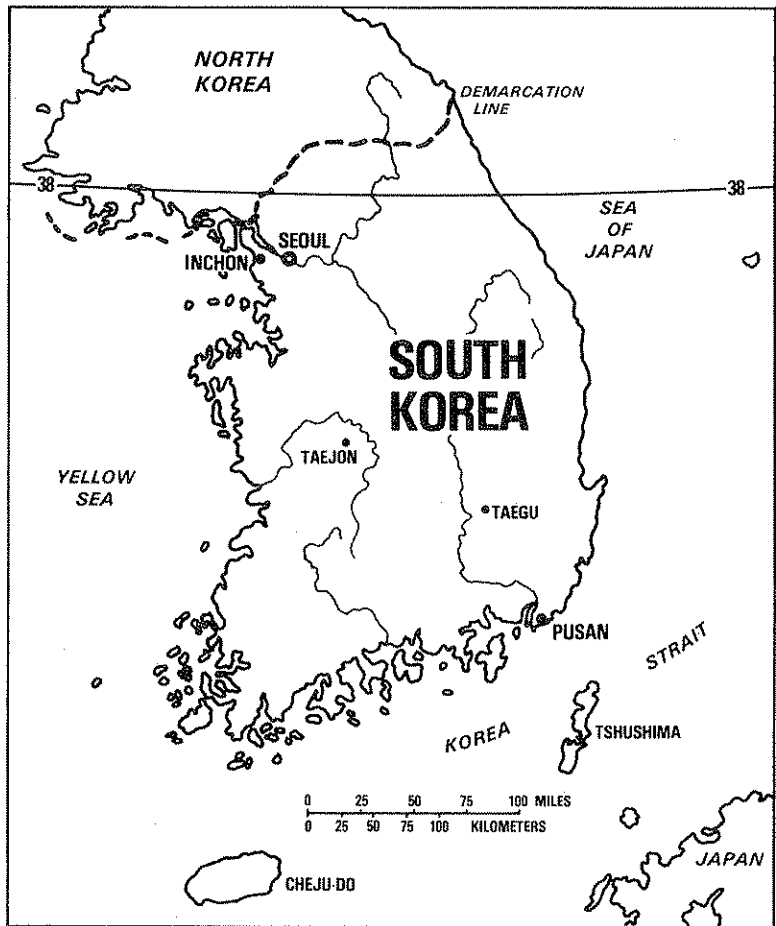 NORTH
KOREA
DEMARCATION
LINE
38
38
SEA
OF
JAPAN
SEOUL
INCHON
SOUTH
KOREA
TAEJON
YELLOW
SEA
TAEGU
PUSAN
STRAIT
KOREA
TSHUSHIMA
0 25 50 75 100 MILES
0 25 50 75 100 KILOMETERS
JAPAN
CHEJU-DO